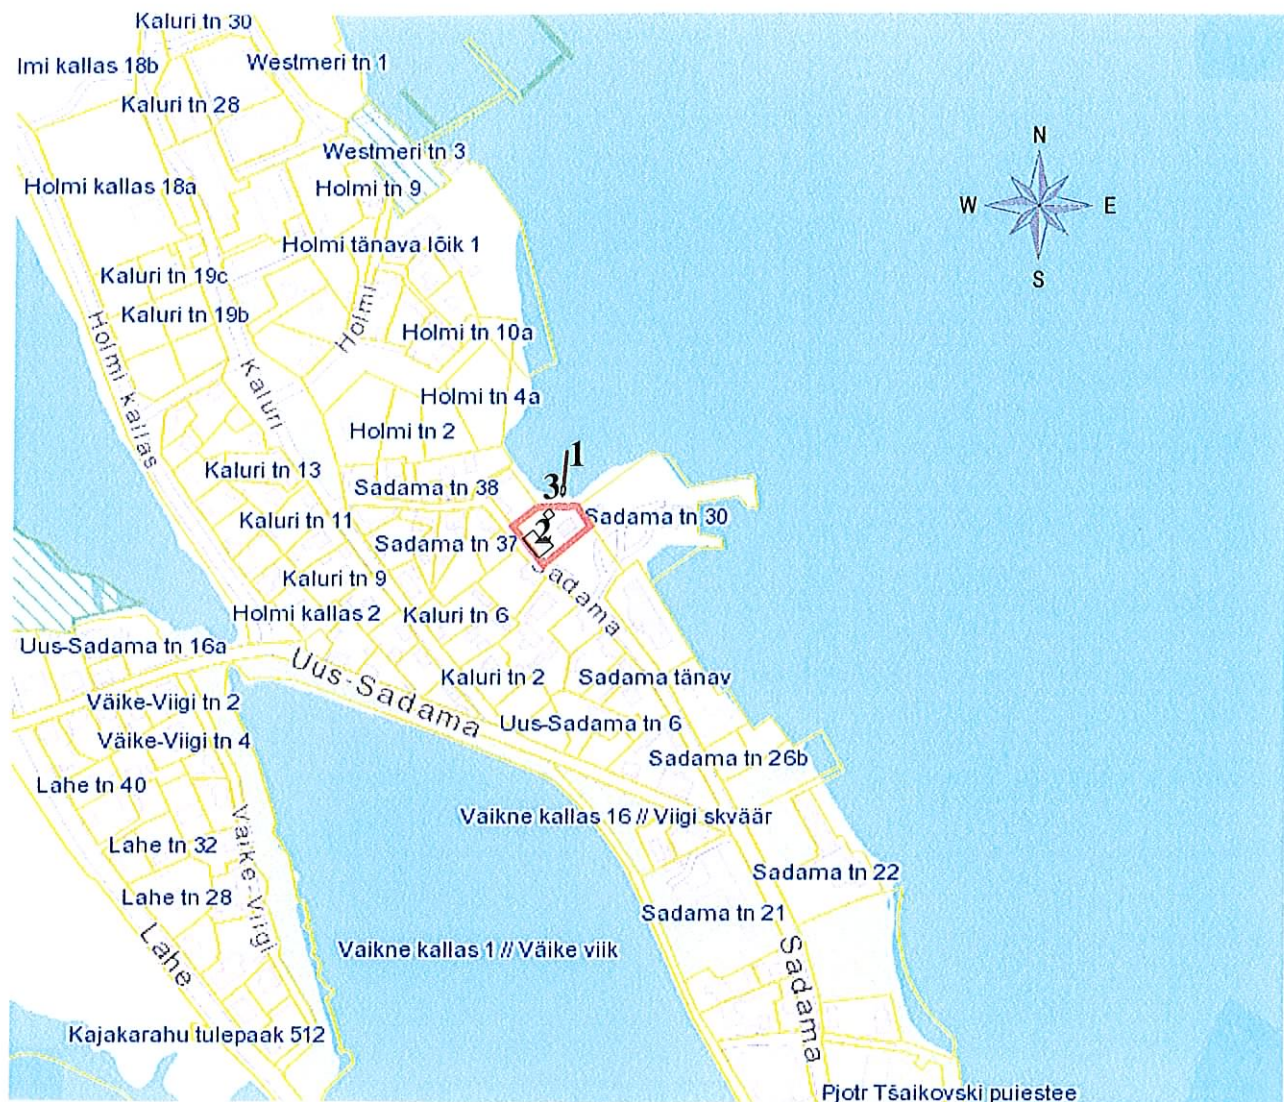 Kaluri tn 30
Imi kallas 18b
Westmeri tn 1
Kaluri tn 28
N
Westmeri tn 3
Holmi kallas 18a
Holmi tn 9
W
E
Holmi tänava lõik 1
Kaluri tn 19c
S
Kaluri tn 19b
Holmi
Holmi tn 10a
Holmi kallas
Kaluri
Holmi tn 4a
Holmi tn 2
1
Kaluri tn 13
3
Sadama tn 38
Kaluri tn 11
Sadama tn 30
2
Sadama tn 37
Kaluri tn 9
Sadama
Holmi kallas 2
Kaluri tn 6
Uus-Sadama tn 16a
Uus-Sadama
Kaluri tn 2
Sadama tänav
Väike-Viigi tn 2
Uus-Sadama tn 6
Väike-Viigi tn 4
Sadama tn 26b
Lahe tn 40
Vaikne kallas 16 // Viigi skväär
Väike-Viigi
Lahe tn 32
Sadama tn 22
Lahe tn 28
Sadama tn 21
Lahe
Vaikne kallas 1 // Väike viik
Sadama
Kajakarahu tulepaak 512
Pjotr Tšaikovski puiestee